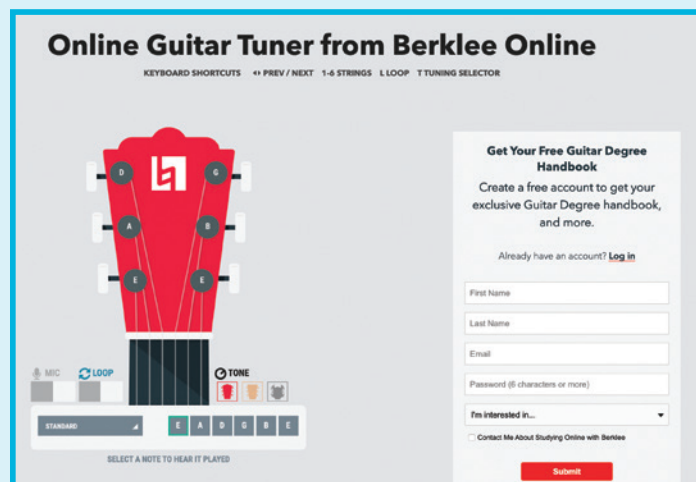 Online Guitar Tuner from Berklee Online
KEYBOARD SHORTCUTS PREV / NEXT 1-6 STRINGS L LOOP T TUNING SELECTOR
D G
A B
E E
MIC LOOP TONE
STANDARD E A D G B E
SELECT A NOTE TO HEAR IT PLAYED
Get Your Free Guitar Degree
Handbook
Create a free account to get your
exclusive Guitar Degree handbook,
and more.
Already have an account? Log in
First Name
Last Name
Email
Password (6 characters or more)
I'm interested in...
Contact Me About Studying Online with Berklee
Submit